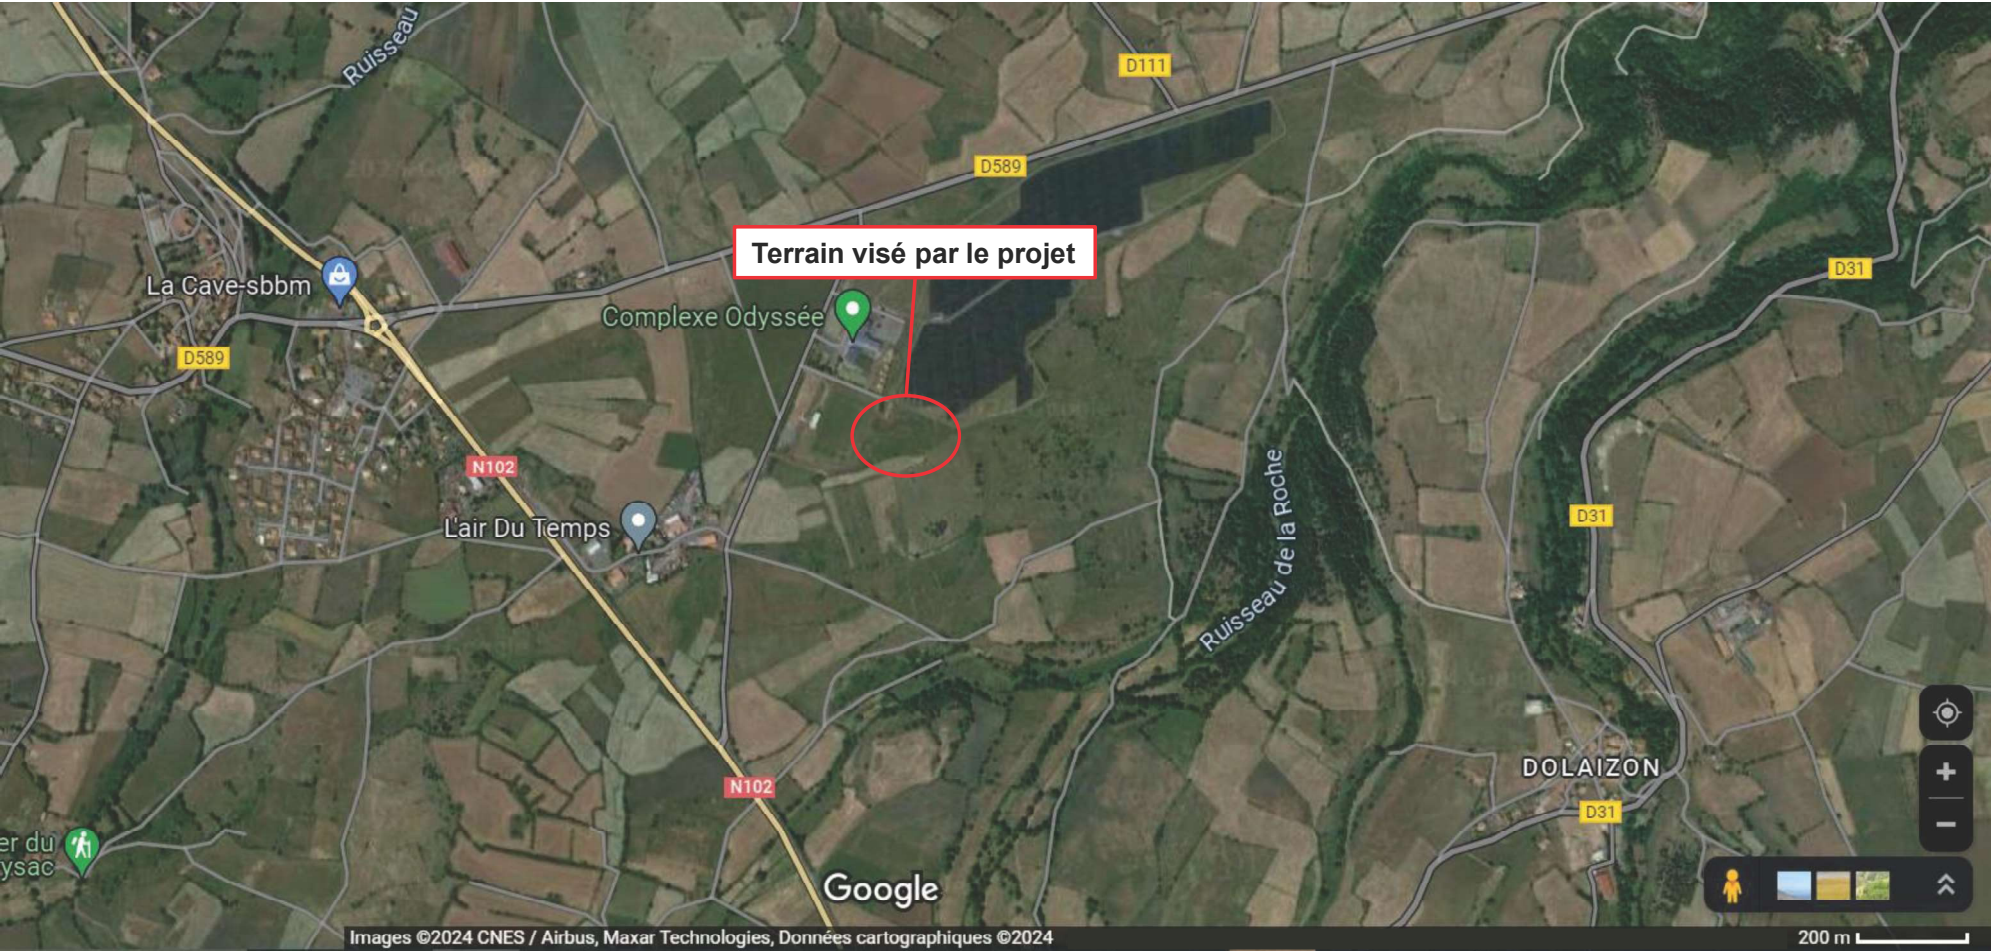 Ruisseau
D111
D589
Terrain visé par le projet
D31
La Cave-sbbm
Complexe Odyssée
D589
N102
Ruisseau de la Roche
D31
L'air Du Temps
DOLAIZON
N102
D31
er du
ysac
Google
Images ©2024 CNES / Airbus, Maxar Technologies, Données cartographiques ©2024
200 m